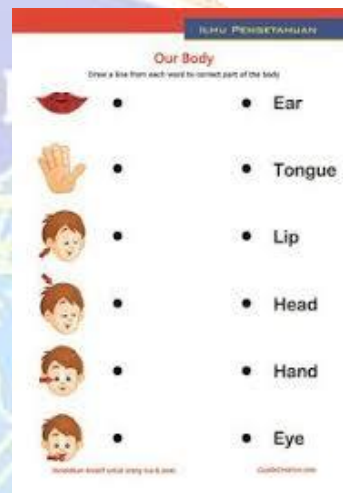 ILMU PENGETAHUAN
Our Body
Draw a line from each word to correct part of the body
Ear
Tongue
Lip
Head
Hand
Eye